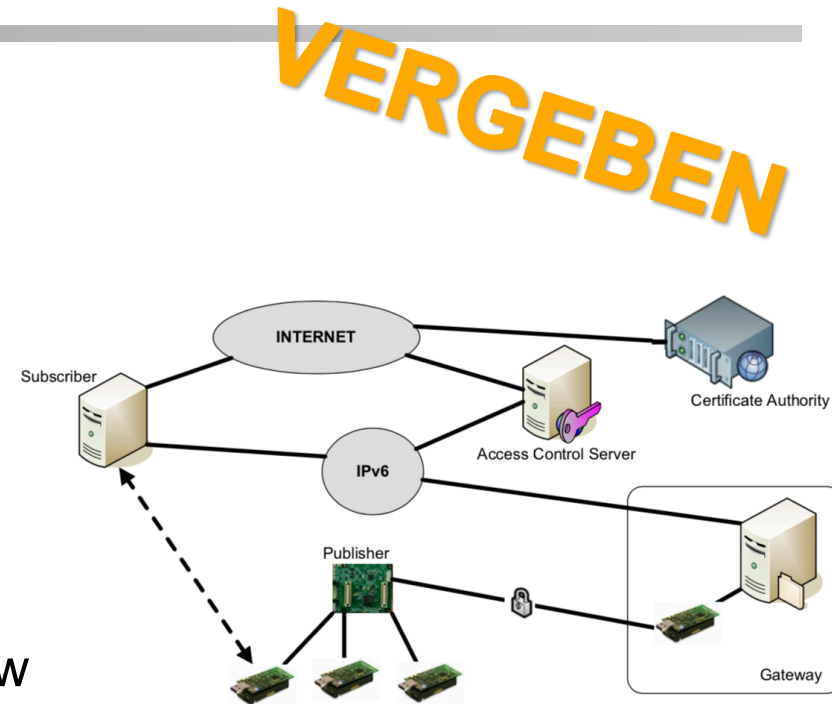 VERGEBEN
INTERNET
Subscriber
Certificate Authority
Access Control Server
IPv6
Publisher
Gateway